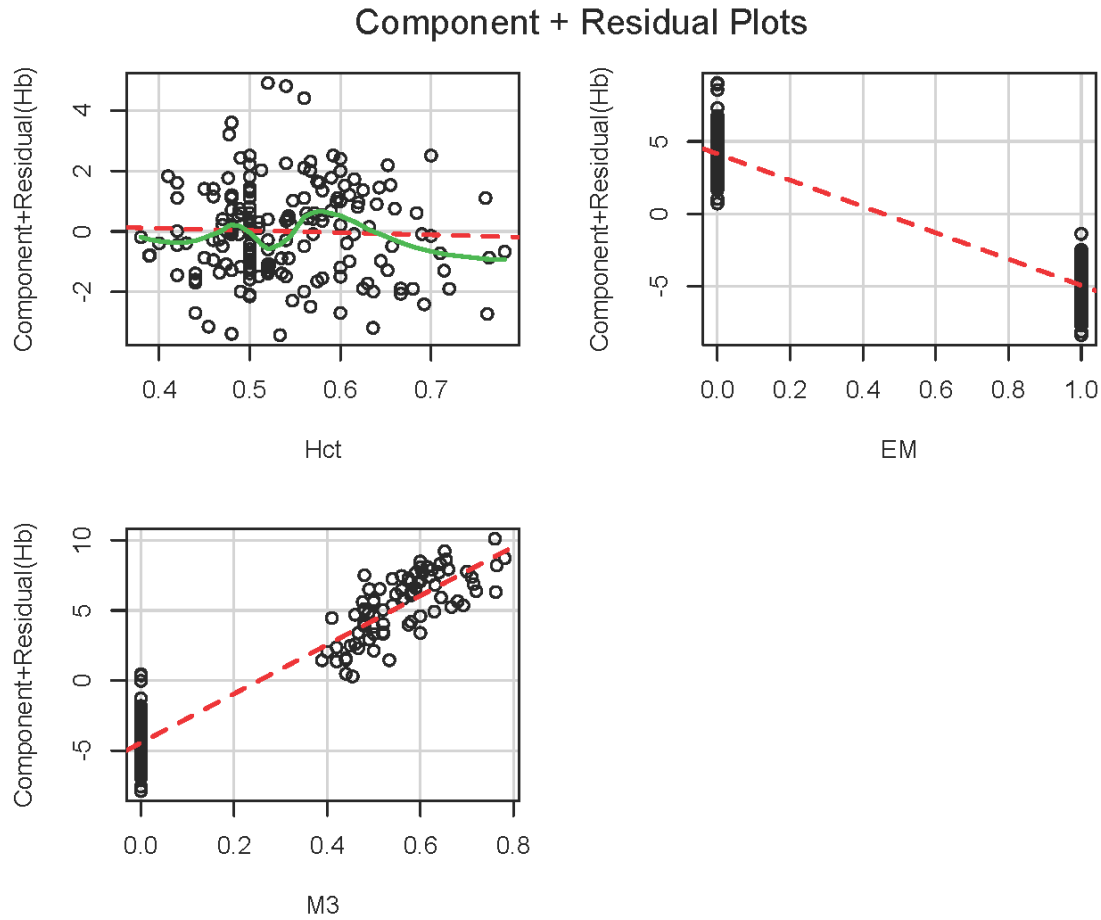 Component + Residual Plots
Component+Residual(Hb)
4
2
0
-2
0.4 0.5 0.6 0.7
Hct
Component+Residual(Hb)
5
0
-5
0.0 0.2 0.4 0.6 0.8 1.0
EM
Component+Residual(Hb)
10
5
0
-5
0.0 0.2 0.4 0.6 0.8
M3